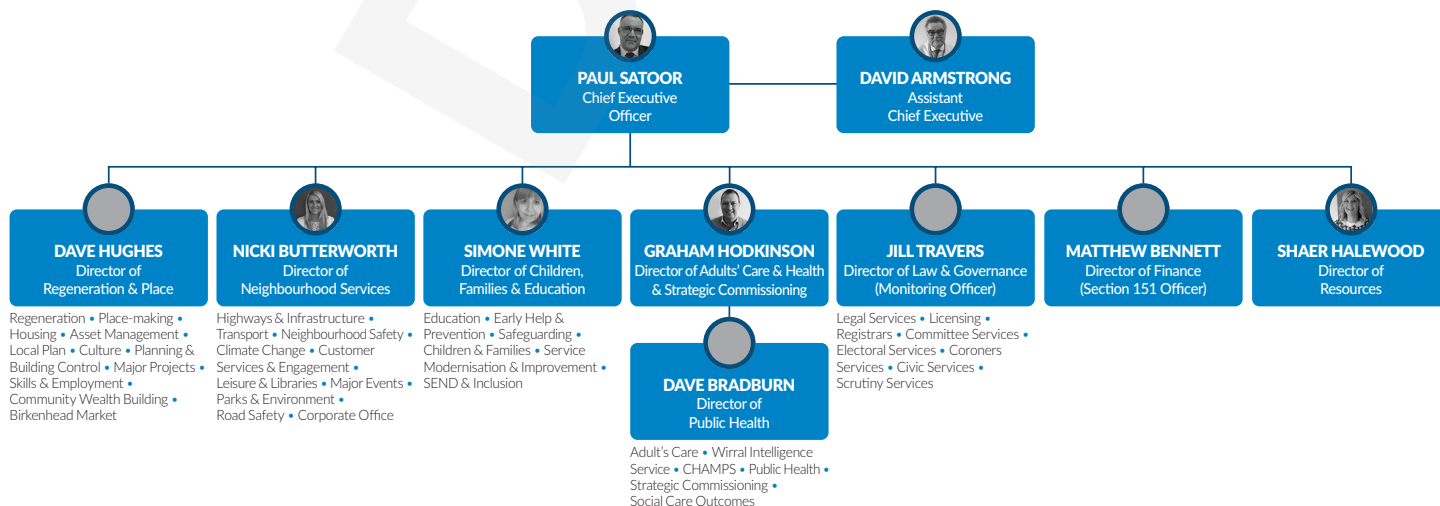 PAUL SATOOR
Chief Executive
Officer
DAVID ARMSTRONG
Assistant
Chief Executive
DAVE HUGHES
Director of
Regeneration & Place
Regeneration • Place-making •
Housing • Asset Management •
Local Plan • Culture • Planning &
Building Control • Major Projects •
Skills & Employment •
Community Wealth Building •
Birkenhead Market
NICKI BUTTERWORTH
Director of
Neighbourhood Services
Highways & Infrastructure •
Transport • Neighbourhood Safety •
Climate Change • Customer
Services & Engagement •
Leisure & Libraries • Major Events •
Parks & Environment •
Road Safety • Corporate Office
SIMONE WHITE
Director of Children,
Families & Education
Education • Early Help &
Prevention • Safeguarding •
Children & Families • Service
Modernisation & Improvement •
SEND & Inclusion
GRAHAM HODKINSON
Director of Adults' Care & Health
& Strategic Commissioning
DAVE BRADBURN
Director of
Public Health
Adult's Care • Wirral Intelligence
Service • CHAMPS • Public Health •
Strategic Commissioning •
Social Care Outcomes
JILL TRAVERS
Director of Law & Governance
(Monitoring Officer)
Legal Services • Licensing •
Registrars • Committee Services •
Electoral Services • Coroners
Services • Civic Services •
Scrutiny Services
MATTHEW BENNETT
Director of Finance
(Section 151 Officer)
SHAER HALEWOOD
Director of
Resources